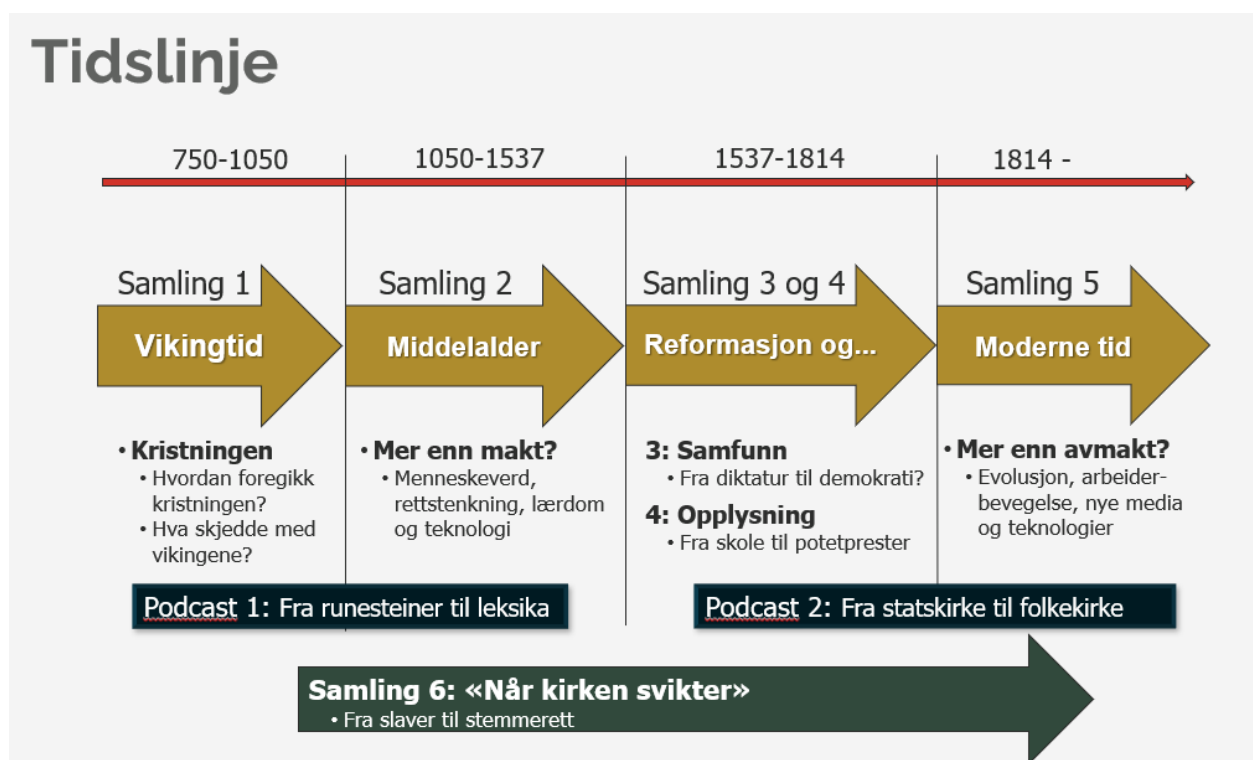 Tidslinje
750-1050
1050-1537
1537-1814
1814 -
Samling 1
Vikingtid
• Kristningen
• Hvordan foregikk
kristningen?
• Hva skjedde med
vikingene?
Samling 2
Middelalder
• Mer enn makt?
• Menneskeverd,
rettstenkning, lærdom
og teknologi
Samling 3 og 4
Reformasjon og...
3: Samfunn
• Fra diktatur til demokrati?
4: Opplysning
• Fra skole til potetprester
Samling 5
Moderne tid
• Mer enn avmakt?
• Evolusjon, arbeider-
bevegelse, nye media
og teknologier
Podcast 1: Fra runesteiner til leksika
Podcast 2: Fra statskirke til folkekirke
Samling 6: «Når kirken svikter»
• Fra slaver til stemmerett